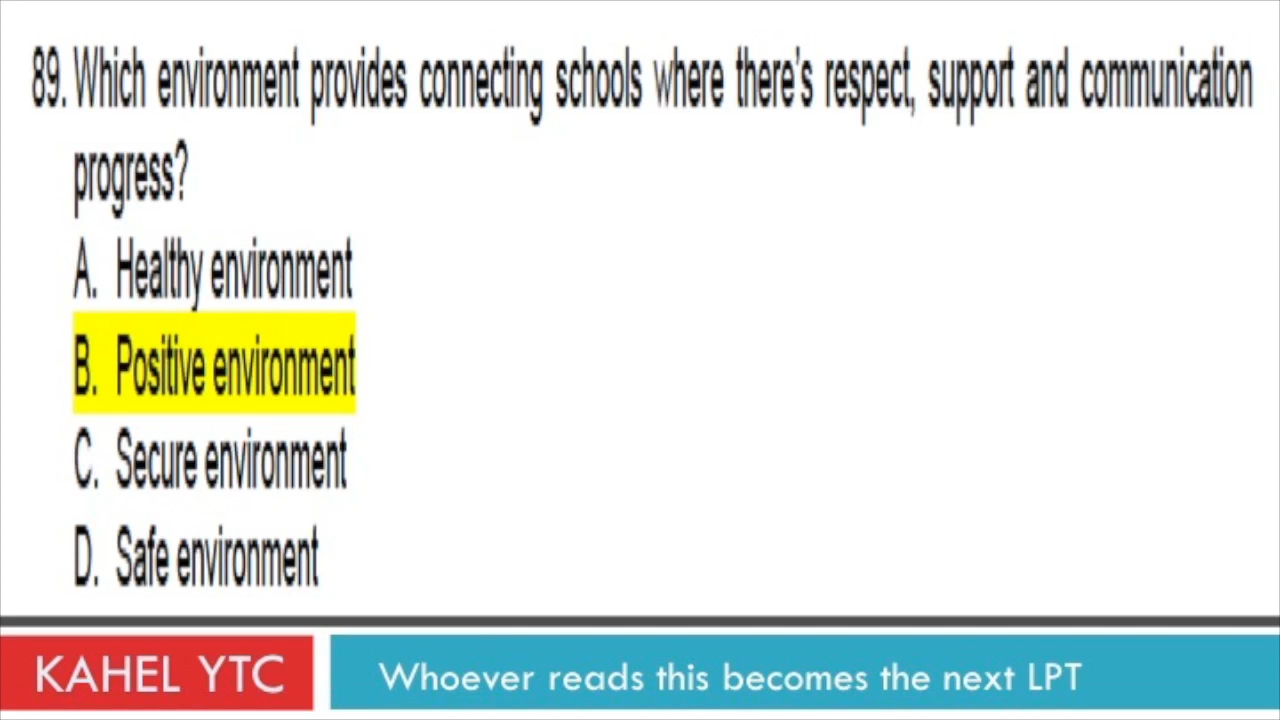 89. Which environment provides connecting schools where there's respect, support and communication
progress?
A. Healthy environment
B. Positive environment
C. Secure environment
D. Safe environment
KAHEL YTC
Whoever reads this becomes the next LPT